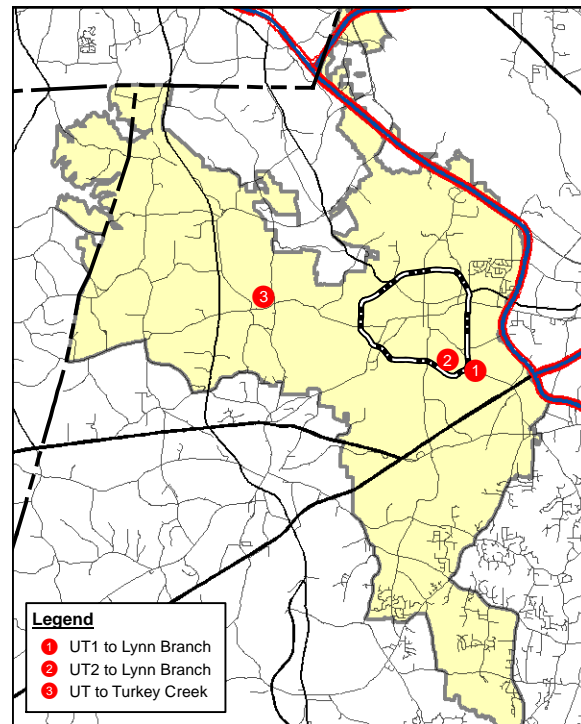 3
2
1
Legend
1 UT1 to Lynn Branch
2 UT2 to Lynn Branch
3 UT to Turkey Creek